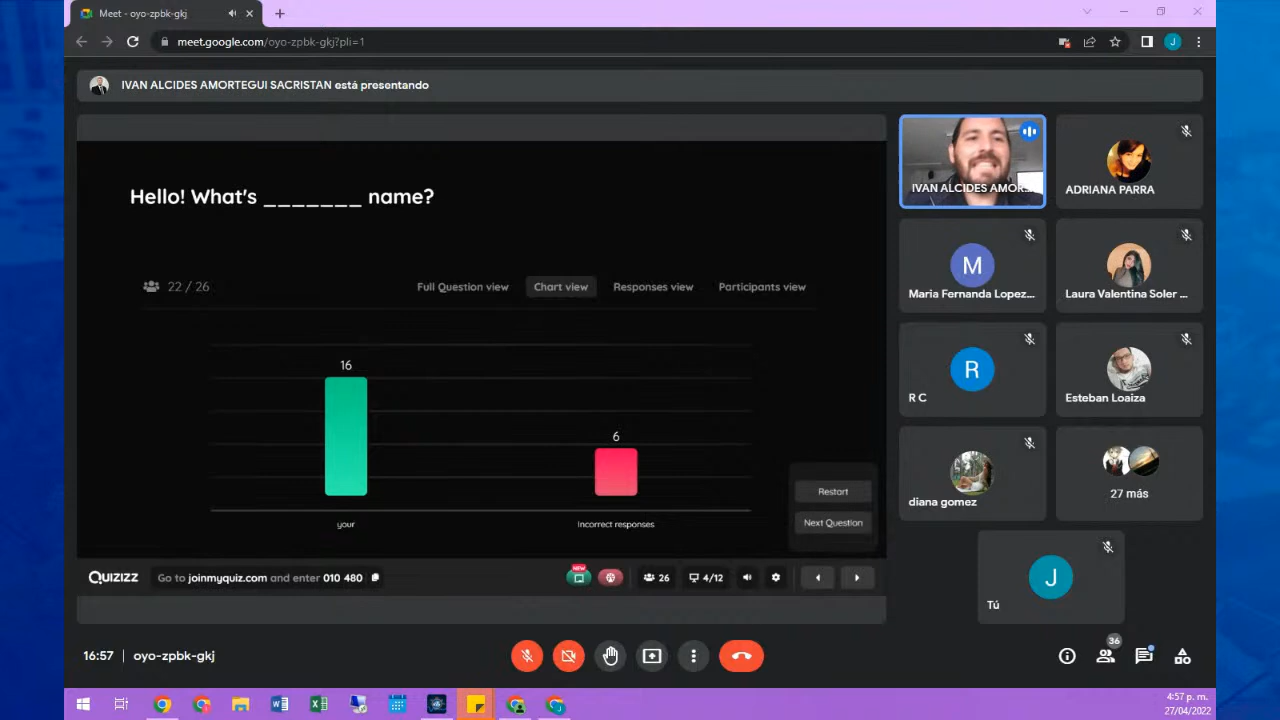 Meet - oyo-zpbk-gkj
meet.google.com/oyo-zpbk-gkj?pli=1
J
IVAN ALCIDES AMORTEGUI SACRISTAN está presentando
Hello! What's _______ name?
22 / 26
Full Question view
Chart view
Responses view
Participants view
16
6
your
Incorrect responses
Restart
Next Question
Quizizz
Go to joinmyquiz.com and enter 010 480
NEW
26
4/12
IVAN ALCIDES AMOR...
ADRIANA PARRA
M
Maria Fernanda Lopez...
Laura Valentina Soler ...
R
R C
Esteban Loaiza
diana gomez
27 más
J
Tú
16:57 | oyo-zpbk-gkj
36
4:57 p. m.
27/04/2022